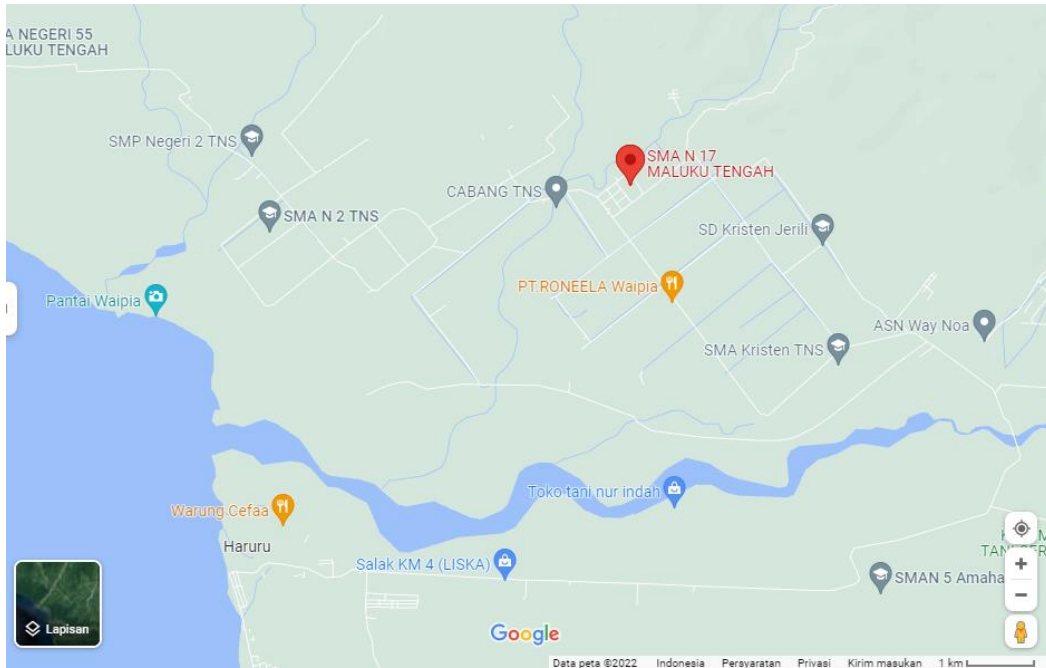 A NEGERI 55
LUKU TENGAH
SMP Negeri 2 TNS
SMA N 17
MALUKU TENGAH
CABANG TNS
SMA N 2 TNS
SD Kristen Jerili
PT.RONEELA Waipia
Pantai Waipia
ASN Way Noa
SMA Kristen TNS
Toko tani nur indah
Warung Cefaa
Haruru
Salak KM 4 (LISKA)
SMAN 5 Amaha
Lapisan
Google
Data peta ©2022 Indonesia Persyaratan Privasi Kirim masukan 1 km